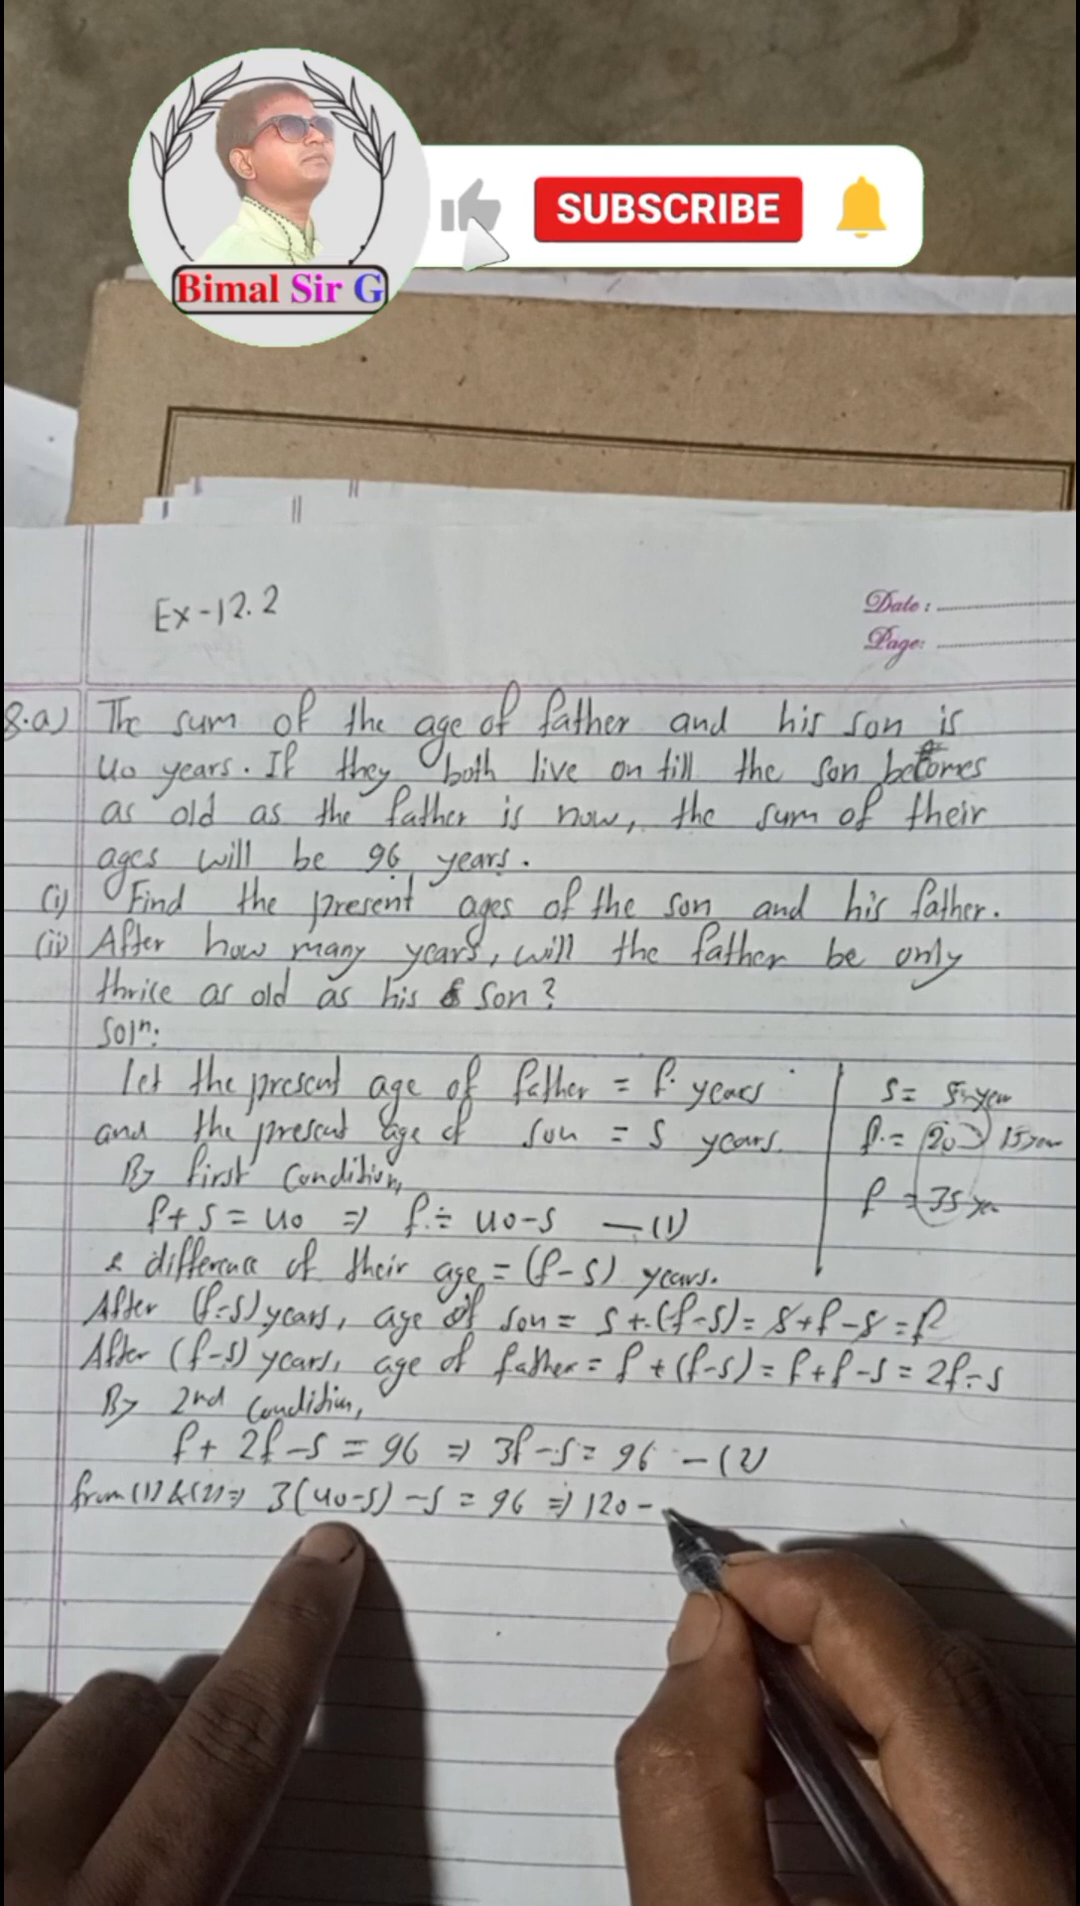 Bimal Sir G
SUBSCRIBE
Ex-12.2
Date:
Page:
8.a) The sum of the age of father and his son is
40 years. If they both live on till the son becomes
as old as the father is now, the sum of their
ages will be 96 years.
(i) Find the present ages of the son and his father.
(ii) After how many years, will the father be only
thrice as old as his son?
Soln:
Let the present age of father = f years
and the present age of son = s years.
By first Condition,
f + s = 40 => f = 40-s —(1)
& difference of their age = (f-s) years.
After (f-s) years, age of son = s+(f-s) = s+f-s = f
After (f-s) years, age of father = f+(f-s) = f+f-s = 2f-s
By 2nd Condition,
f + 2f - s = 96 => 3f-s = 96 —(2)
from (1) & (2) => 3(40-s) - s = 96 => 120 -
s = 5 year
f = 20 15 year
f = 35 ye